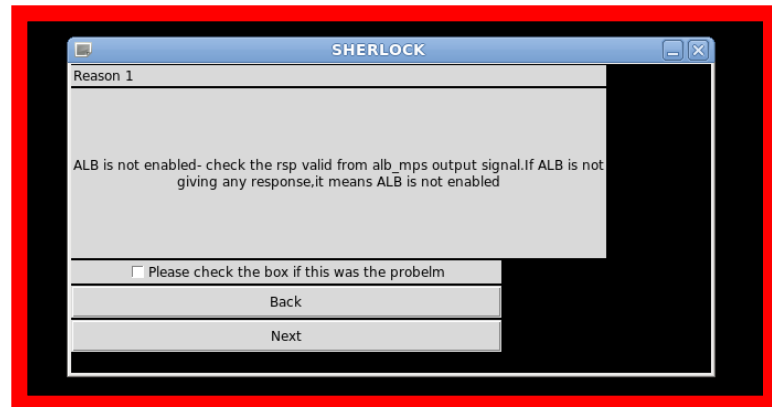 SHERLOCK
Reason 1
ALB is not enabled- check the rsp valid from alb_mps output signal.If ALB is not
giving any response,it means ALB is not enabled
Please check the box if this was the probelm
Back
Next